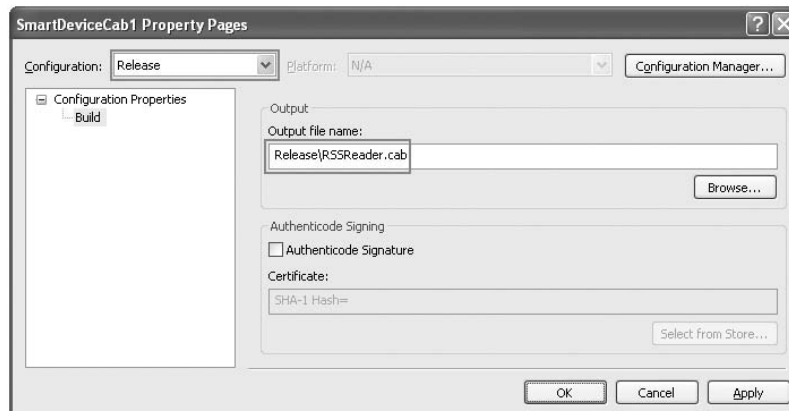 SmartDeviceCab1 Property Pages
Configuration: Release Platform: N/A Configuration Manager...
Configuration Properties
Build
Output
Output file name:
Release\RSSReader.cab
Browse...
Authenticode Signing
Authenticode Signature
Certificate:
SHA-1 Hash=
Select from Store...
OK Cancel Apply